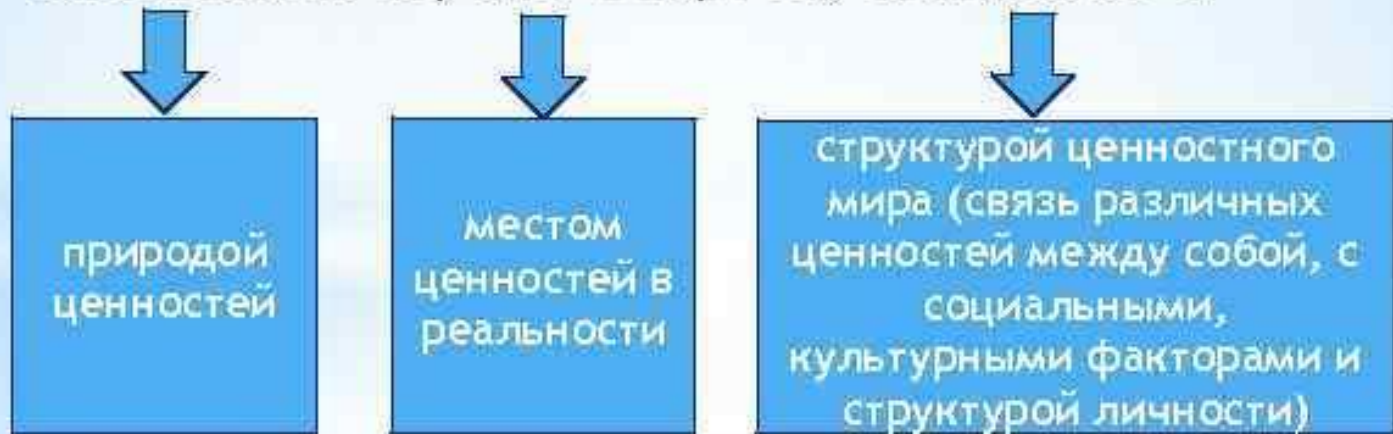 природой
ценностей
местом
ценностей в
реальности
структурой ценностного
мира (связь различных
ценностей между собой, с
социальными,
культурными факторами и
структурой личности)